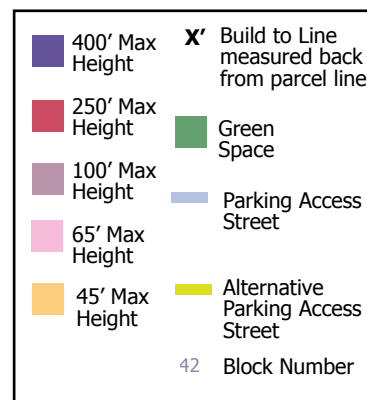 400’ Max
Height
250’ Max
Height
100’ Max
Height
65’ Max
Height
45’ Max
Height
X’ Build to Line
measured back
from parcel line
Green
Space
Parking Access
Street
Alternative
Parking Access
Street
42 Block Number